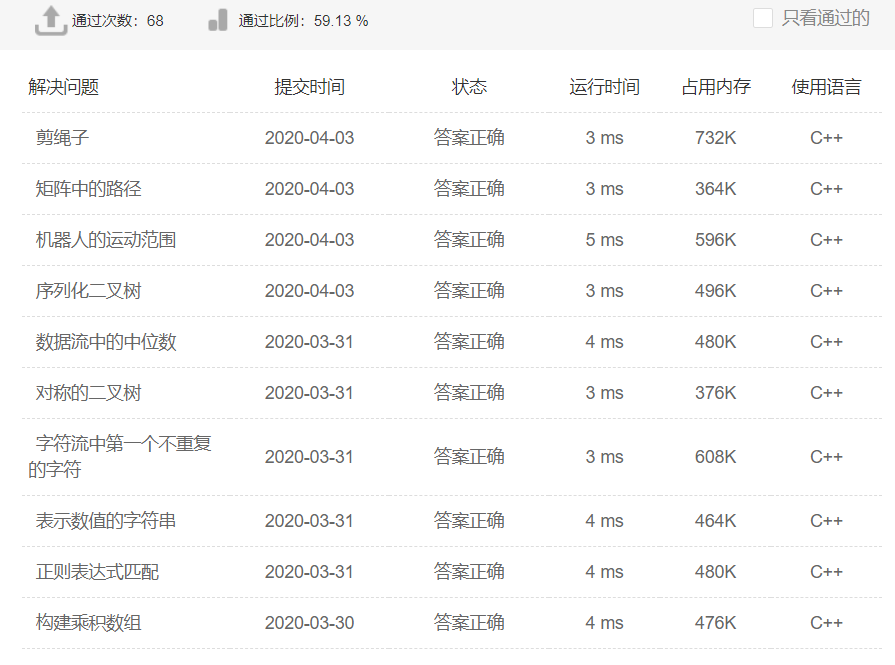 通过次数：68 通过比例：59.13 % 只看通过的
解决问题 提交时间 状态 运行时间 占用内存 使用语言
剪绳子 2020-04-03 答案正确 3 ms 732K C++
矩阵中的路径 2020-04-03 答案正确 3 ms 364K C++
机器人的运动范围 2020-04-03 答案正确 5 ms 596K C++
序列化二叉树 2020-04-03 答案正确 3 ms 496K C++
数据流中的中位数 2020-03-31 答案正确 4 ms 480K C++
对称的二叉树 2020-03-31 答案正确 3 ms 376K C++
字符流中第一个不重复
的字符 2020-03-31 答案正确 3 ms 608K C++
表示数值的字符串 2020-03-31 答案正确 4 ms 464K C++
正则表达式匹配 2020-03-31 答案正确 4 ms 480K C++
构建乘积数组 2020-03-30 答案正确 4 ms 476K C++